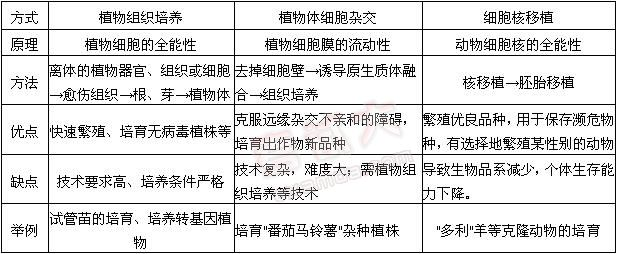 方式 植物组织培养 植物体细胞杂交 细胞核移植
原理 植物细胞的全能性 植物细胞膜的流动性 动物细胞核的全能性
方法 离体的植物器官、组织或细胞→愈伤组织→根、芽→植物体 去掉细胞壁→诱导原生质体融合→组织培养 核移植→胚胎移植
优点 快速繁殖、培育无病毒植株等 克服远缘杂交不亲和的障碍，培育出作物新品种 繁殖优良品种，用于保存濒危物种，有选择地繁殖某性别的动物
缺点 技术要求高、培养条件严格 技术复杂，难度大；需植物组织培养等技术 导致生物品系减少，个体生存能力下降。
举例 试管苗的培育、培养转基因植物 培育"番茄马铃薯"杂种植株 "多利"羊等克隆动物的培育